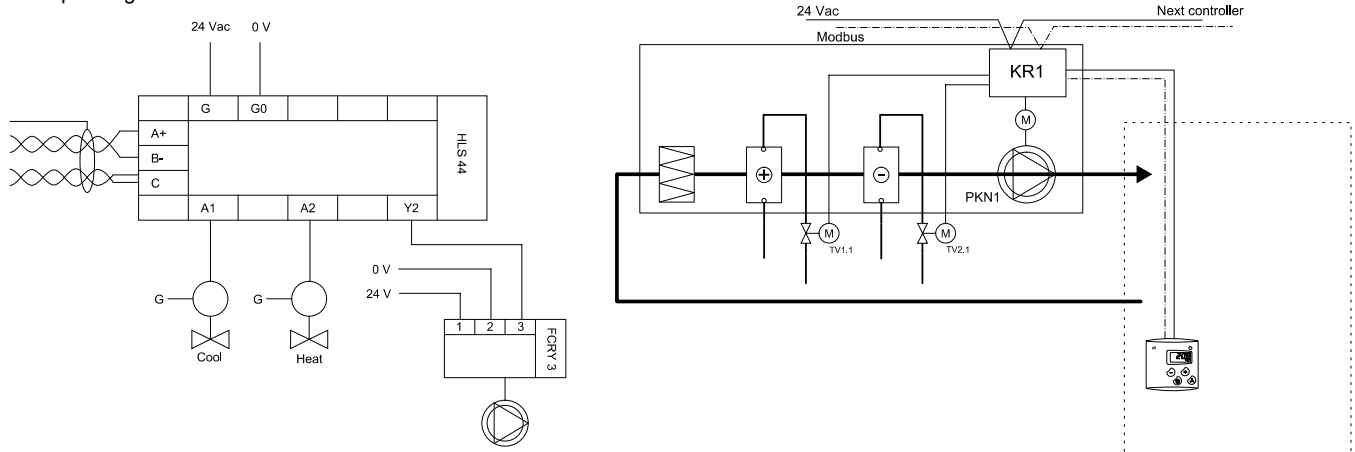 24 Vac 0 V
G G0
A+
B-
C
HLS 44
A1 A2 Y2
0 V
24 V
G G
1 2 3
FCRY 3
Cool Heat
24 Vac Next controller
Modbus
KR1
M
+ -
PKN1
M M
TV1.1 TV2.1